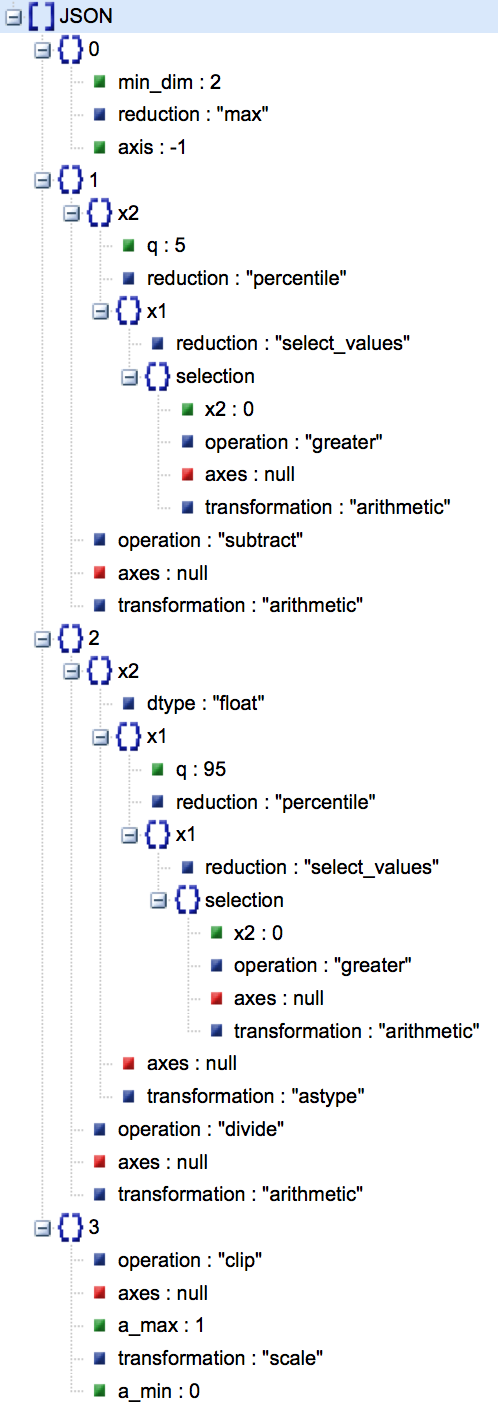 JSON
0
min_dim : 2
reduction : "max"
axis : -1
1
x2
q : 5
reduction : "percentile"
x1
reduction : "select_values"
selection
x2 : 0
operation : "greater"
axes : null
transformation : "arithmetic"
operation : "subtract"
axes : null
transformation : "arithmetic"
2
x2
dtype : "float"
x1
q : 95
reduction : "percentile"
x1
reduction : "select_values"
selection
x2 : 0
operation : "greater"
axes : null
transformation : "arithmetic"
axes : null
transformation : "astype"
operation : "divide"
axes : null
transformation : "arithmetic"
3
operation : "clip"
axes : null
a_max : 1
transformation : "scale"
a_min : 0